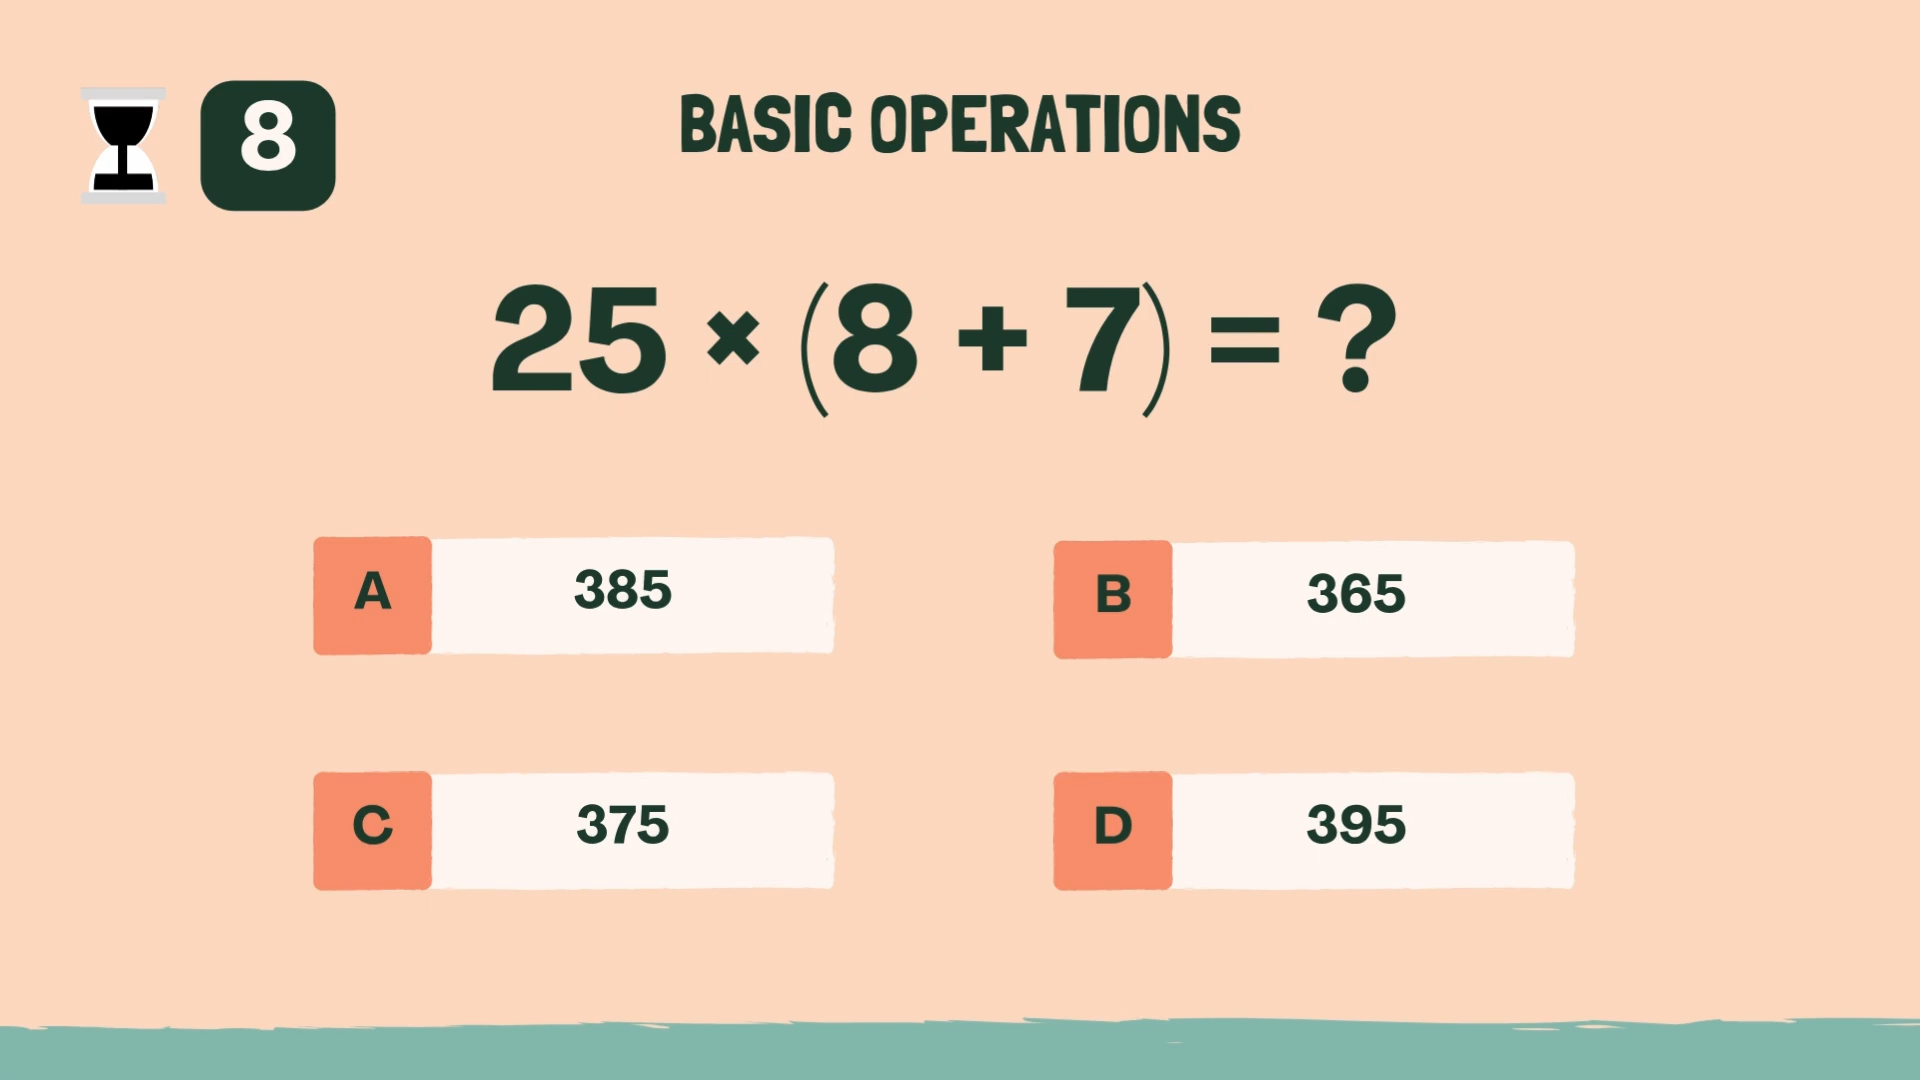 8
BASIC OPERATIONS
25 × (8 + 7) = ?
A 385
B 365
C 375
D 395